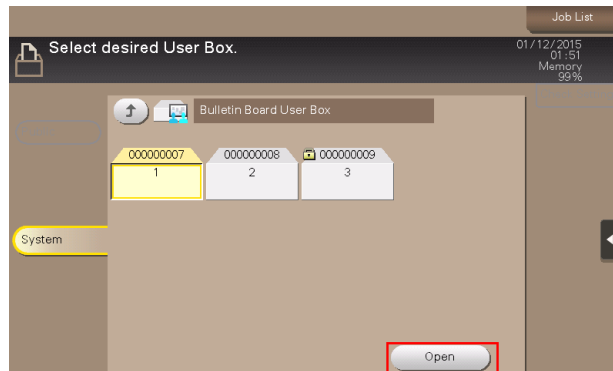 Job List
Select desired User Box.
01/12/2015
01:51
Memory
99%
Bulletin Board User Box
000000007
000000008
000000009
1
2
3
System
Open